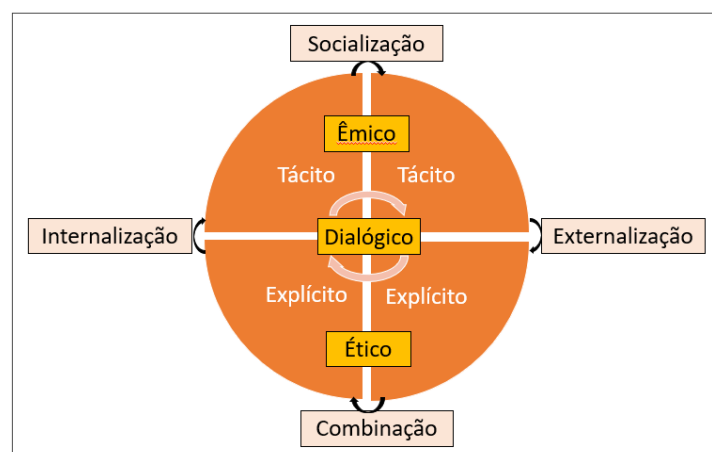 Socialização
Êmico
Tácito Tácito
Internalização Dialógico Externalização
Explícito Explícito
Ético
Combinação